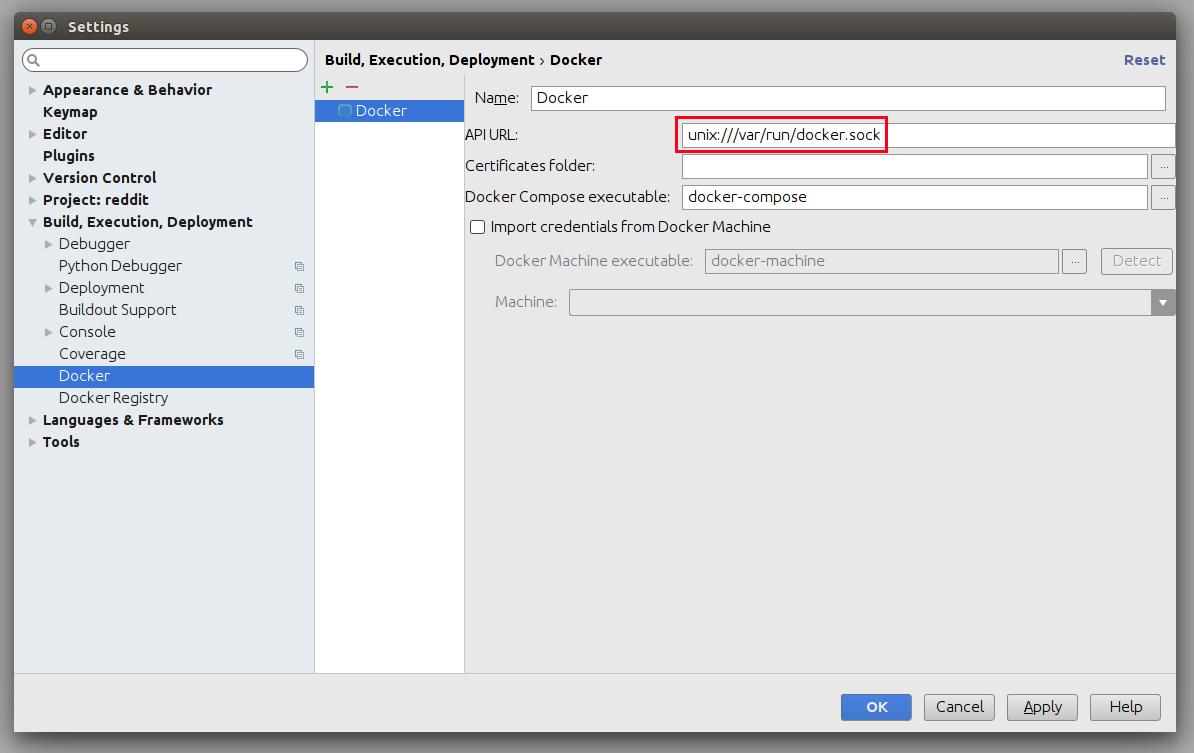 Settings
Build, Execution, Deployment › Docker
Reset
Appearance & Behavior
Keymap
Editor
Plugins
Version Control
Project: reddit
Build, Execution, Deployment
Debugger
Python Debugger
Deployment
Buildout Support
Console
Coverage
Docker
Docker Registry
Languages & Frameworks
Tools
Docker
Name: Docker
API URL: unix:///var/run/docker.sock
Certificates folder: ...
Docker Compose executable: docker-compose ...
Import credentials from Docker Machine
Docker Machine executable: docker-machine ... Detect
Machine:
OK Cancel Apply Help